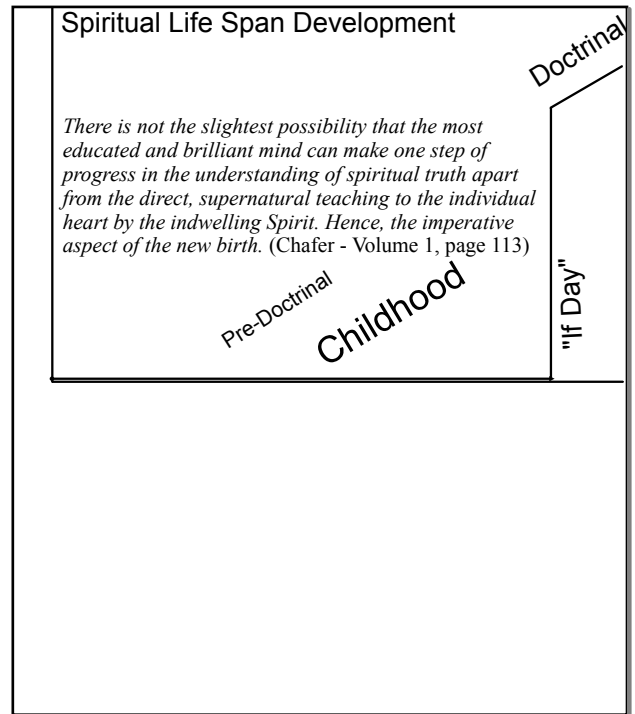 Spiritual Life Span Development
Doctrinal
There is not the slightest possibility that the most
educated and brilliant mind can make one step of
progress in the understanding of spiritual truth apart
from the direct, supernatural teaching to the individual
heart by the indwelling Spirit. Hence, the imperative
aspect of the new birth. (Chafer - Volume 1, page 113)
Pre-Doctrinal
Childhood
"If Day"